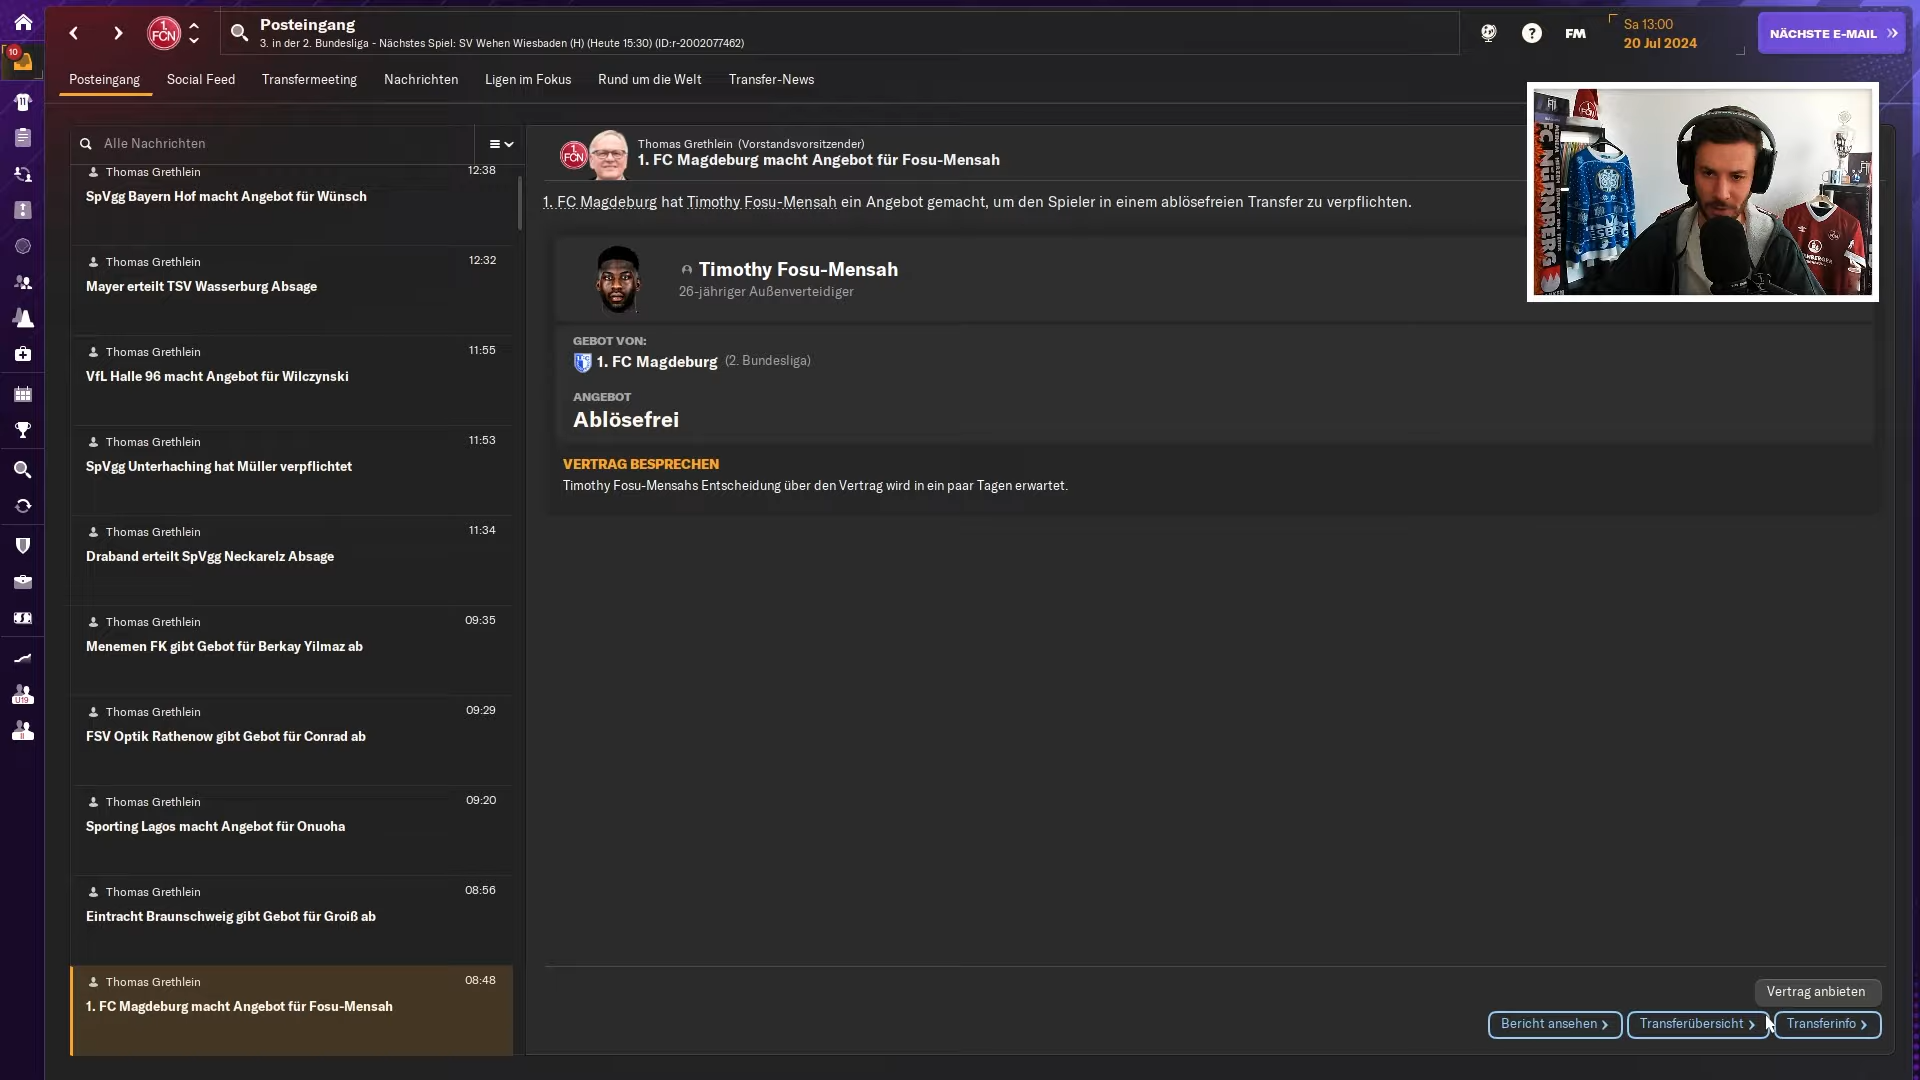 Posteingang
3. in der 2. Bundesliga - Nächstes Spiel: SV Wehen Wiesbaden (H) (Heute 15:30) (ID:r-2002077462)
FM
Sa 13:00
20 Jul 2024
NÄCHSTE E-MAIL
10
Posteingang
Social Feed
Transfermeeting
Nachrichten
Ligen im Fokus
Rund um die Welt
Transfer-News
Alle Nachrichten
Thomas Grethlein
12:38
SpVgg Bayern Hof macht Angebot für Wünsch
Thomas Grethlein
12:32
Mayer erteilt TSV Wasserburg Absage
Thomas Grethlein
11:55
VfL Halle 96 macht Angebot für Wilczynski
Thomas Grethlein
11:53
SpVgg Unterhaching hat Müller verpflichtet
Thomas Grethlein
11:34
Draband erteilt SpVgg Neckarelz Absage
Thomas Grethlein
09:35
Menemen FK gibt Gebot für Berkay Yilmaz ab
Thomas Grethlein
09:29
FSV Optik Rathenow gibt Gebot für Conrad ab
Thomas Grethlein
09:20
Sporting Lagos macht Angebot für Onuoha
Thomas Grethlein
08:56
Eintracht Braunschweig gibt Gebot für Groiß ab
Thomas Grethlein
08:48
1. FC Magdeburg macht Angebot für Fosu-Mensah
Thomas Grethlein (Vorstandsvorsitzender)
1. FC Magdeburg macht Angebot für Fosu-Mensah
1. FC Magdeburg hat Timothy Fosu-Mensah ein Angebot gemacht, um den Spieler in einem ablösefreien Transfer zu verpflichten.
Timothy Fosu-Mensah
26-jähriger Außenverteidiger
GEBOT VON:
1. FC Magdeburg (2. Bundesliga)
ANGEBOT
Ablösefrei
VERTRAG BESPRECHEN
Timothy Fosu-Mensahs Entscheidung über den Vertrag wird in ein paar Tagen erwartet.
Vertrag anbieten
Bericht ansehen
Transferübersicht
Transferinfo
1. FCN
1. FCN
FC NÜRNBERG
U19
II
11